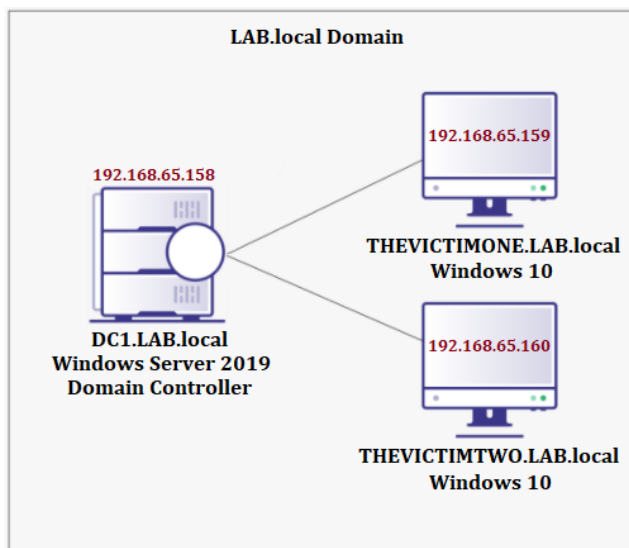 LAB.local Domain
192.168.65.158
DC1.LAB.local
Windows Server 2019
Domain Controller
192.168.65.159
THEVICTIMONE.LAB.local
Windows 10
192.168.65.160
THEVICTIMTWO.LAB.local
Windows 10